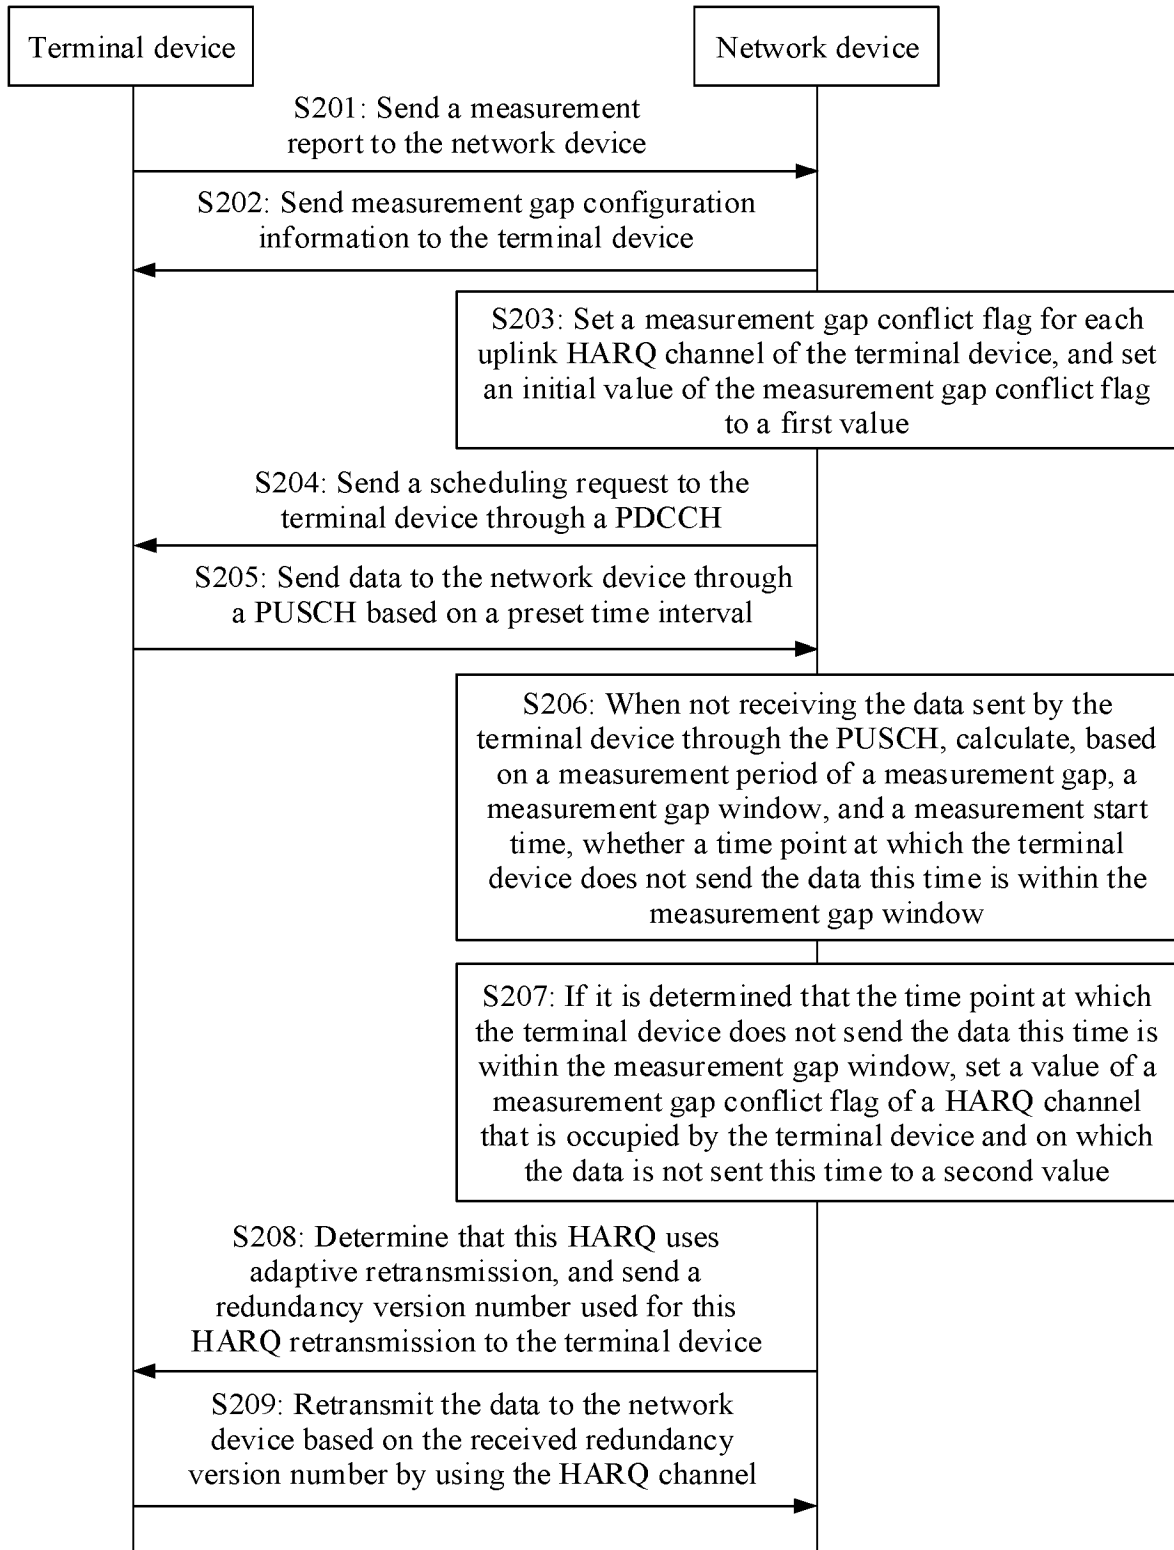 Terminal device
Network device
S201: Send a measurement
report to the network device
S202: Send measurement gap configuration
information to the terminal device
S203: Set a measurement gap conflict flag for each
uplink HARQ channel of the terminal device, and set
an initial value of the measurement gap conflict flag
to a first value
S204: Send a scheduling request to the
terminal device through a PDCCH
S205: Send data to the network device through
a PUSCH based on a preset time interval
S206: When not receiving the data sent by the
terminal device through the PUSCH, calculate, based
on a measurement period of a measurement gap, a
measurement gap window, and a measurement start
time, whether a time point at which the terminal
device does not send the data this time is within the
measurement gap window
S207: If it is determined that the time point at which
the terminal device does not send the data this time is
within the measurement gap window, set a value of a
measurement gap conflict flag of a HARQ channel
that is occupied by the terminal device and on which
the data is not sent this time to a second value
S208: Determine that this HARQ uses
adaptive retransmission, and send a
redundancy version number used for this
HARQ retransmission to the terminal device
S209: Retransmit the data to the network
device based on the received redundancy
version number by using the HARQ channel